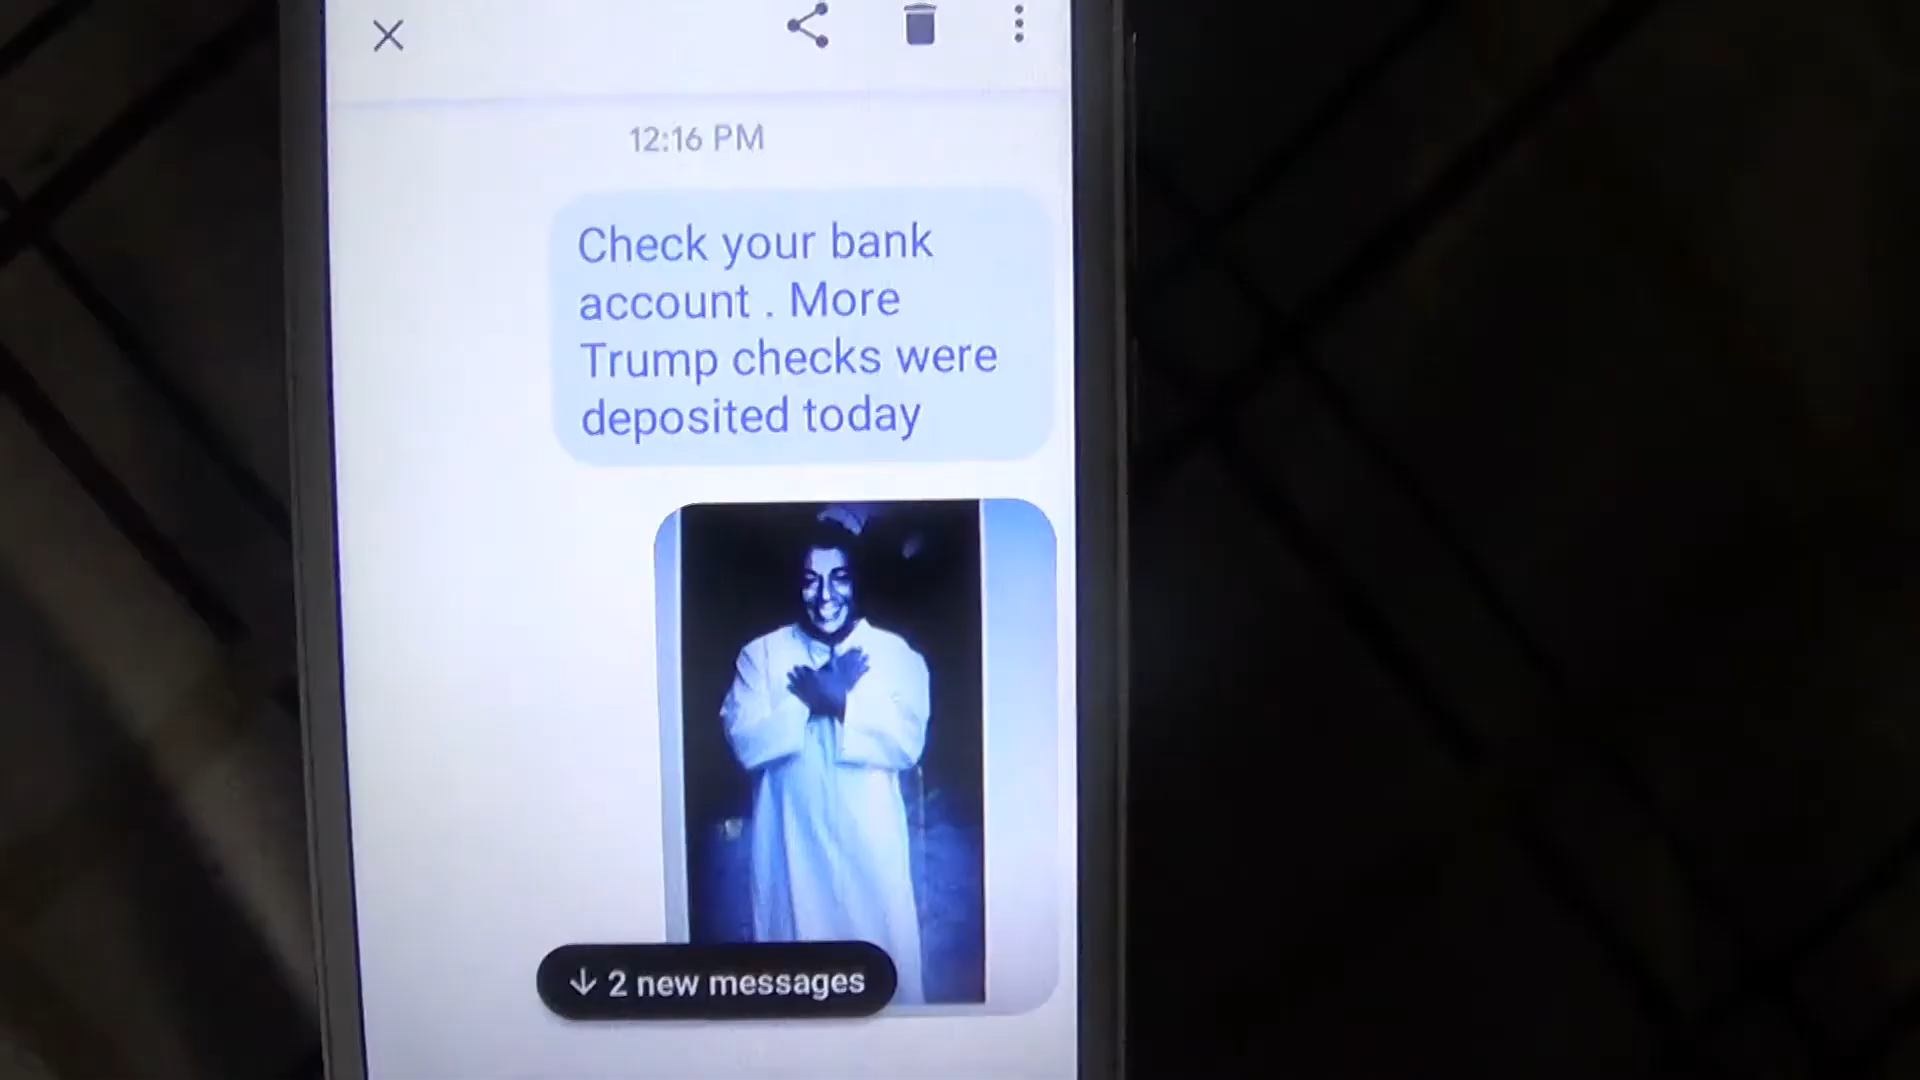 12:16 PM
Check your bank
account . More
Trump checks were
deposited today
2 new messages